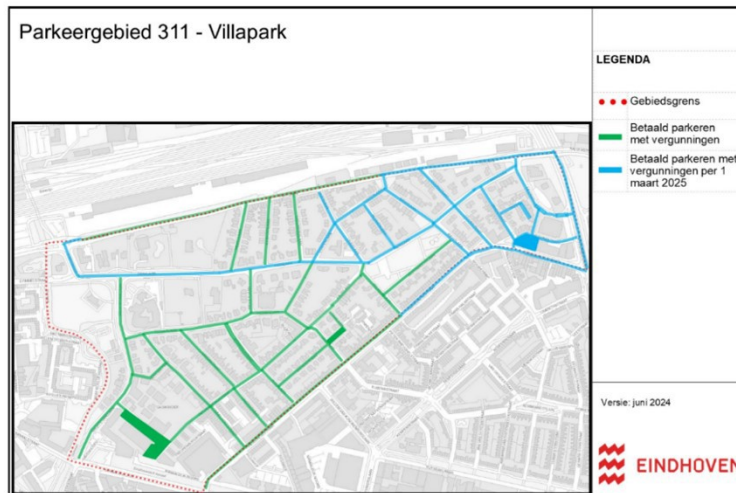 Parkeergebied 311 - Villapark
LEGENDA
Gebiedsgrens
Betaald parkeren
met vergunningen
Betaald parkeren met
vergunningen per 1
maart 2025
Versie: juni 2024
EINDHOVEN